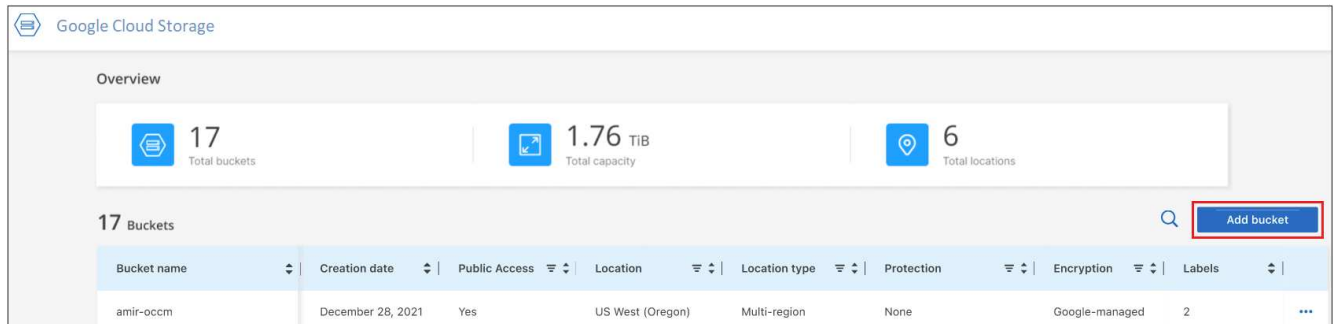 Google Cloud Storage
Overview
17 1.76 TiB 6
Total buckets Total capacity Total locations
17 Buckets Add bucket
Bucket name Creation date Public Access Location Location type Protection Encryption Labels
amir-occm December 28, 2021 Yes US West (Oregon) Multi-region None Google-managed 2